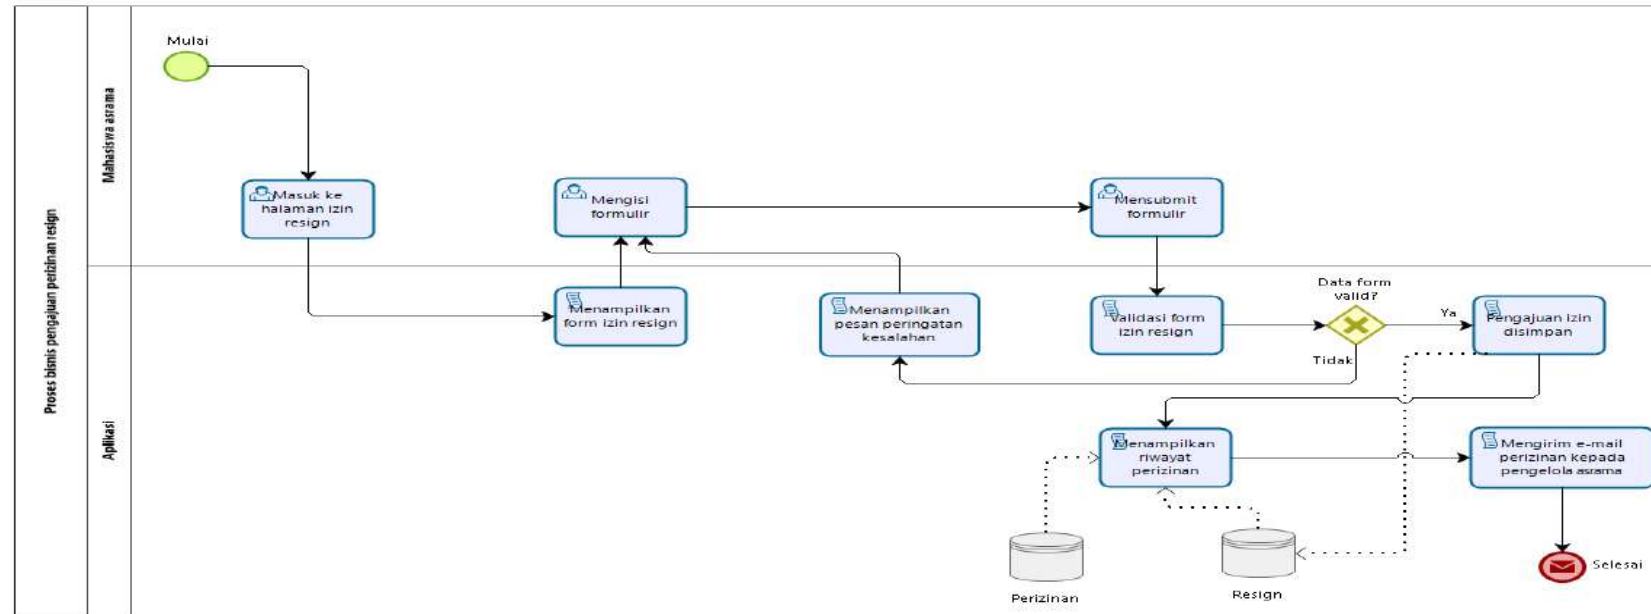 Proses bisnis pengajuan perizinan resign
Mahasiswa asrama
Mulai
Masuk ke
halaman izin
resign
Mengisi
formulir
Mensubmit
formulir
Aplikasi
Menampilkan
form izin resign
Menampilkan
pesan peringatan
kesalahan
Validasi form
izin resign
Data form
valid?
Ya
Tidak
Pengajuan izin
disimpan
Menampilkan
riwayat
perizinan
Mengirim e-mail
perizinan kepada
pengelola asrama
Perizinan
Resign
Selesai